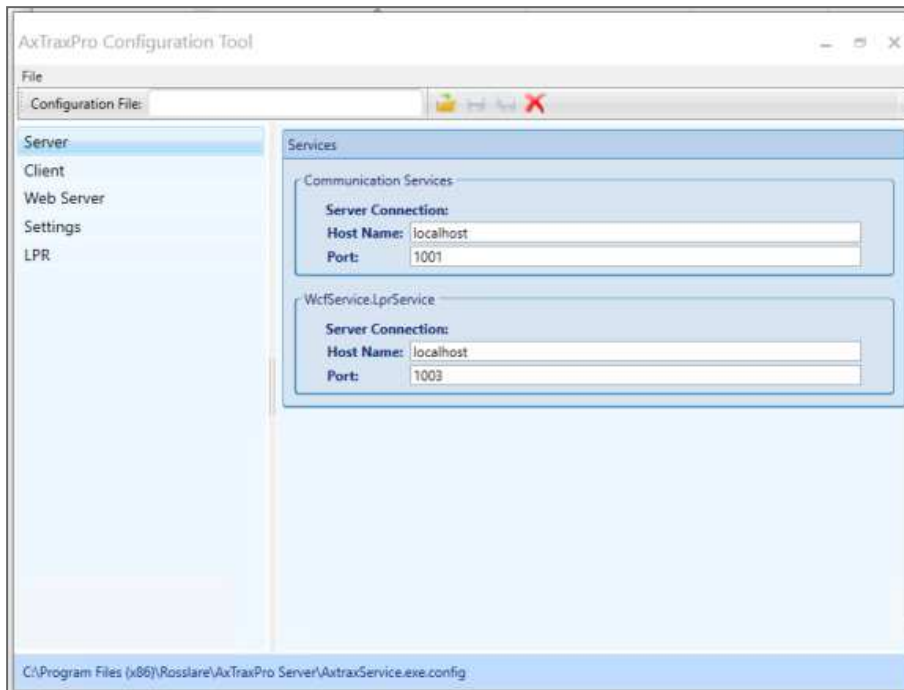 AxTraxPro Configuration Tool
File
Configuration File:
Server
Client
Web Server
Settings
LPR
Services
Communication Services
Server Connection:
Host Name: localhost
Port: 1001
WcfService.LprService
Server Connection:
Host Name: localhost
Port: 1003
C:\Program Files (x86)\Rosslare\AxTraxPro Server\AxtraxService.exe.config